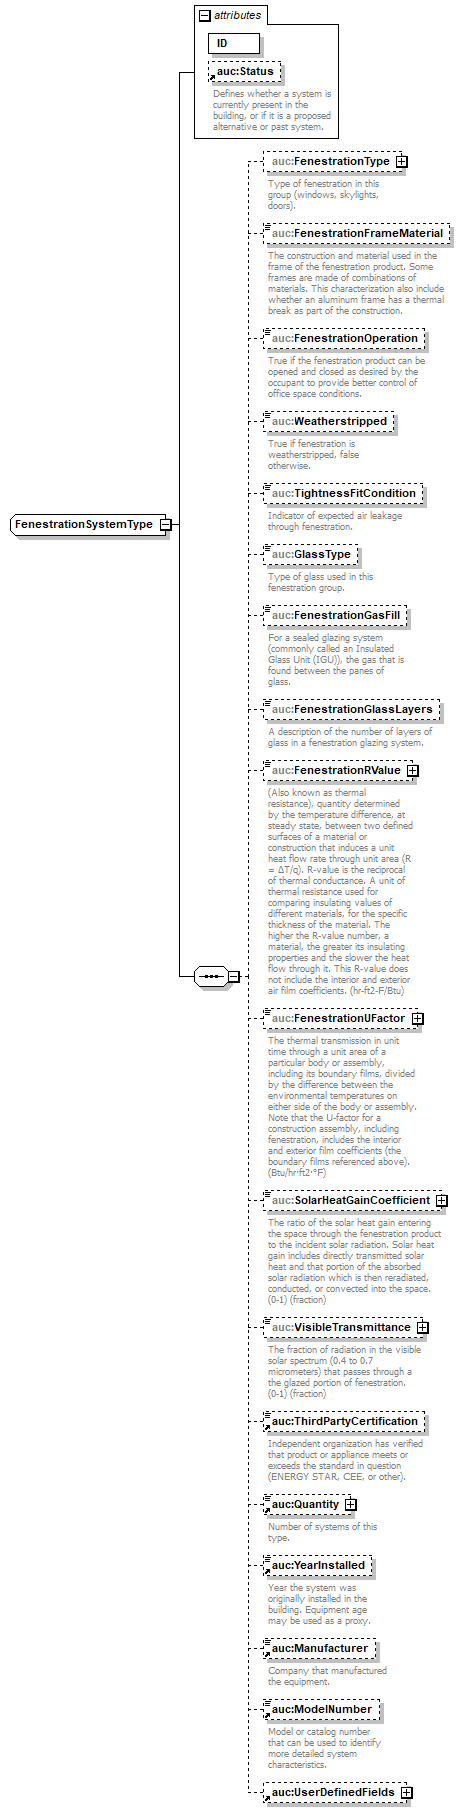 attributes
ID
auc:Status
Defines whether a system is
currently present in the
building, or if it is a proposed
alternative or past system.
auc:FenestrationType
Type of fenestration in this
group (windows, skylights,
doors).
auc:FenestrationFrameMaterial
The construction and material used in the
frame of the fenestration product. Some
frames are made of combinations of
materials. This characterization also include
whether an aluminum frame has a thermal
break as part of the construction.
auc:FenestrationOperation
True if the fenestration product can be
opened and closed as desired by the
occupant to provide better control of
office space conditions.
auc:Weatherstripped
True if fenestration is
weatherstripped, false
otherwise.
auc:TightnessFitCondition
Indicator of expected air leakage
through fenestration.
FenestrationSystemType
auc:GlassType
Type of glass used in this
fenestration group.
auc:FenestrationGasFill
For a sealed glazing system
(commonly called an Insulated
Glass Unit (IGU)), the gas that is
found between the panes of
glass.
auc:FenestrationGlassLayers
A description of the number of layers of
glass in a fenestration glazing system.
auc:FenestrationRValue
(Also known as thermal
resistance), quantity determined
by the temperature difference, at
steady state, between two defined
surfaces of a material or
construction that induces a unit
heat flow rate through unit area (R
= ΔT/q). R-value is the reciprocal
of thermal conductance. A unit of
thermal resistance used for
comparing insulating values of
different materials, for the specific
thickness of the material. The
higher the R-value number, a
material, the greater its insulating
properties and the slower the heat
flow through it. This R-value does
not include the interior and exterior
air film coefficients. (hr-ft2-F/Btu)
auc:FenestrationUFactor
The thermal transmission in unit
time through a unit area of a
particular body or assembly,
including its boundary films, divided
by the difference between the
environmental temperatures on
either side of the body or assembly.
Note that the U-factor for a
construction assembly, including
fenestration, includes the interior
and exterior film coefficients (the
boundary films referenced above).
(Btu/hr·ft2·°F)
auc:SolarHeatGainCoefficient
The ratio of the solar heat gain entering
the space through the fenestration product
to the incident solar radiation. Solar heat
gain includes directly transmitted solar
heat and that portion of the absorbed
solar radiation which is then reradiated,
conducted, or convected into the space.
(0-1) (fraction)
auc:VisibleTransmittance
The fraction of radiation in the visible
solar spectrum (0.4 to 0.7
micrometers) that passes through a
the glazed portion of fenestration.
(0-1) (fraction)
auc:ThirdPartyCertification
Independent organization has verified
that product or appliance meets or
exceeds the standard in question
(ENERGY STAR, CEE, or other).
auc:Quantity
Number of systems of this
type.
auc:YearInstalled
Year the system was
originally installed in the
building. Equipment age
may be used as a proxy.
auc:Manufacturer
Company that manufactured
the equipment.
auc:ModelNumber
Model or catalog number
that can be used to identify
more detailed system
characteristics.
auc:UserDefinedFields